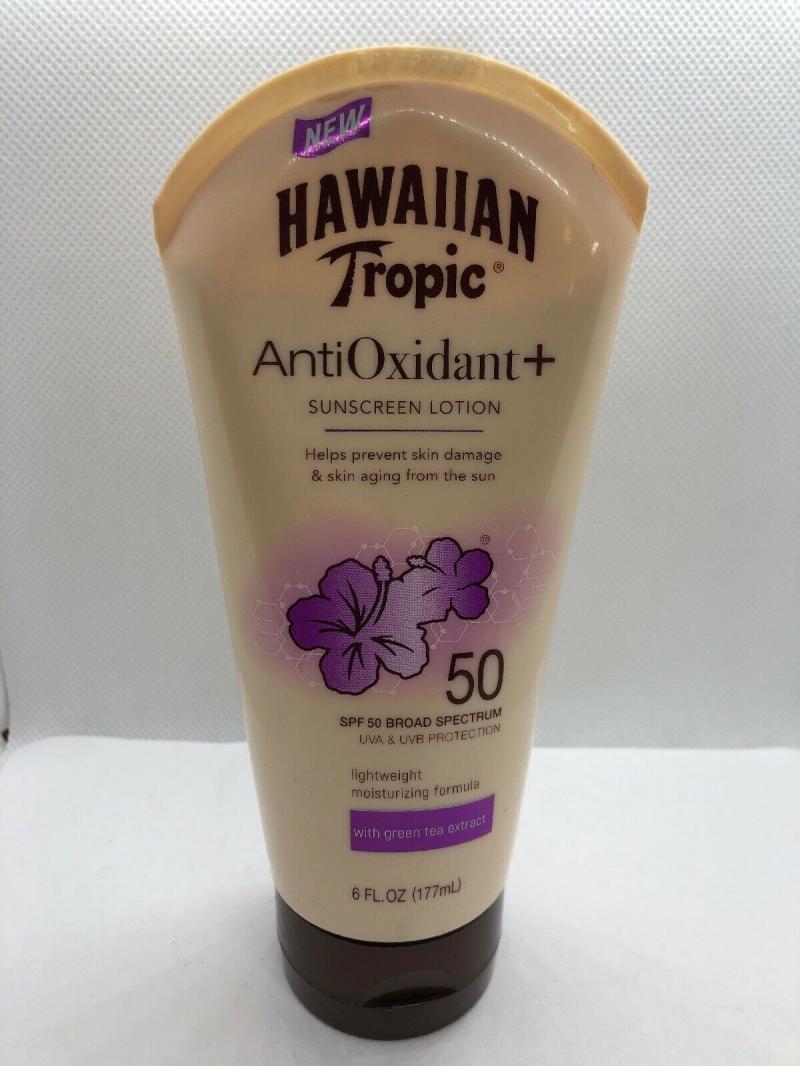 NEW
HAWAIIAN
Tropic®
AntiOxidant+
SUNSCREEN LOTION
Helps prevent skin damage
& skin aging from the sun
®
50
SPF 50 BROAD SPECTRUM
UVA & UVB PROTECTION
lightweight
moisturizing formula
with green tea extract
6 FL.OZ (177mL)